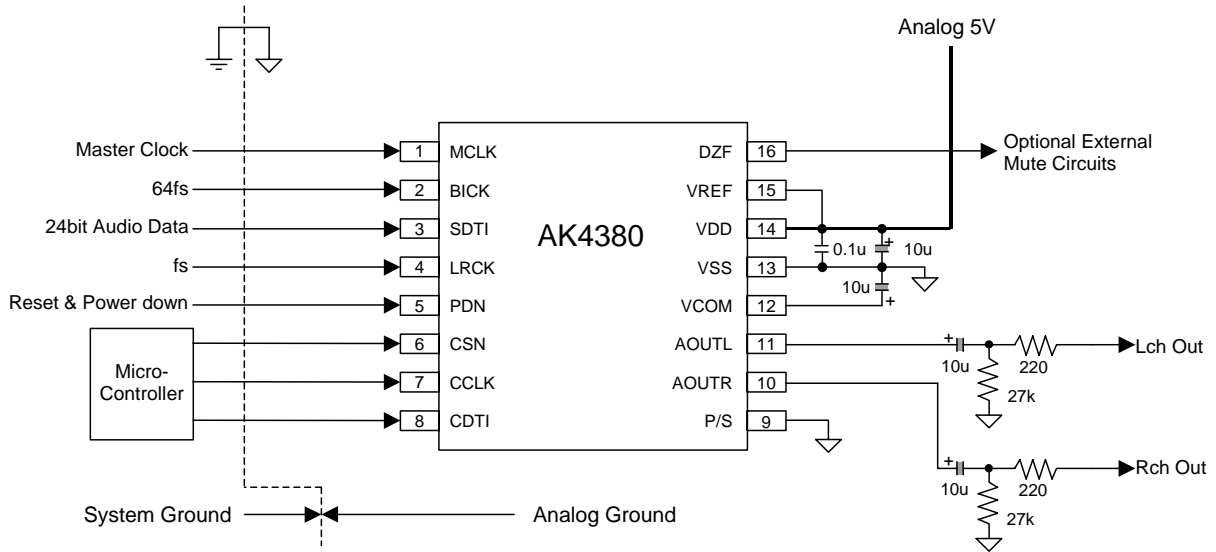 Analog 5V
Master Clock
64fs
24bit Audio Data
fs
Reset & Power down
Micro-
Controller
1 MCLK
2 BICK
3 SDTI
4 LRCK
5 PDN
6 CSN
7 CCLK
8 CDTI
AK4380
DZF 16
VREF 15
VDD 14
VSS 13
VCOM 12
AOUTL 11
AOUTR 10
P/S 9
Optional External
Mute Circuits
0.1u
+
10u
10u
+
+
10u
220
27k
Lch Out
+
10u
220
27k
Rch Out
System Ground
Analog Ground